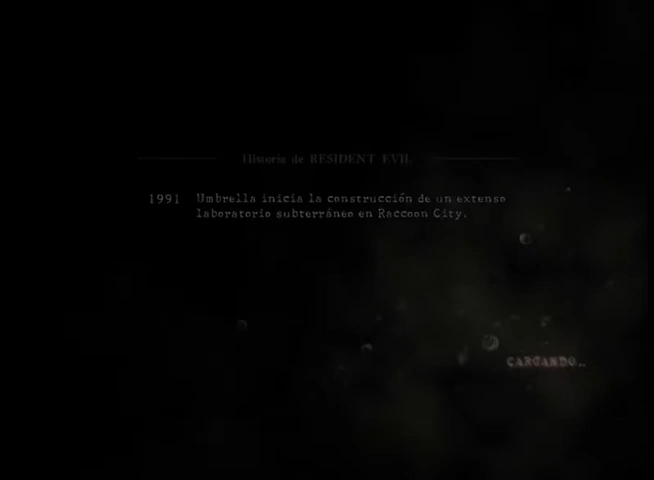 Historia de RESIDENT EVIL
1991 Umbrella inicia la construcción de un extenso
laboratorio subterráneo en Raccoon City.
CARGANDO..